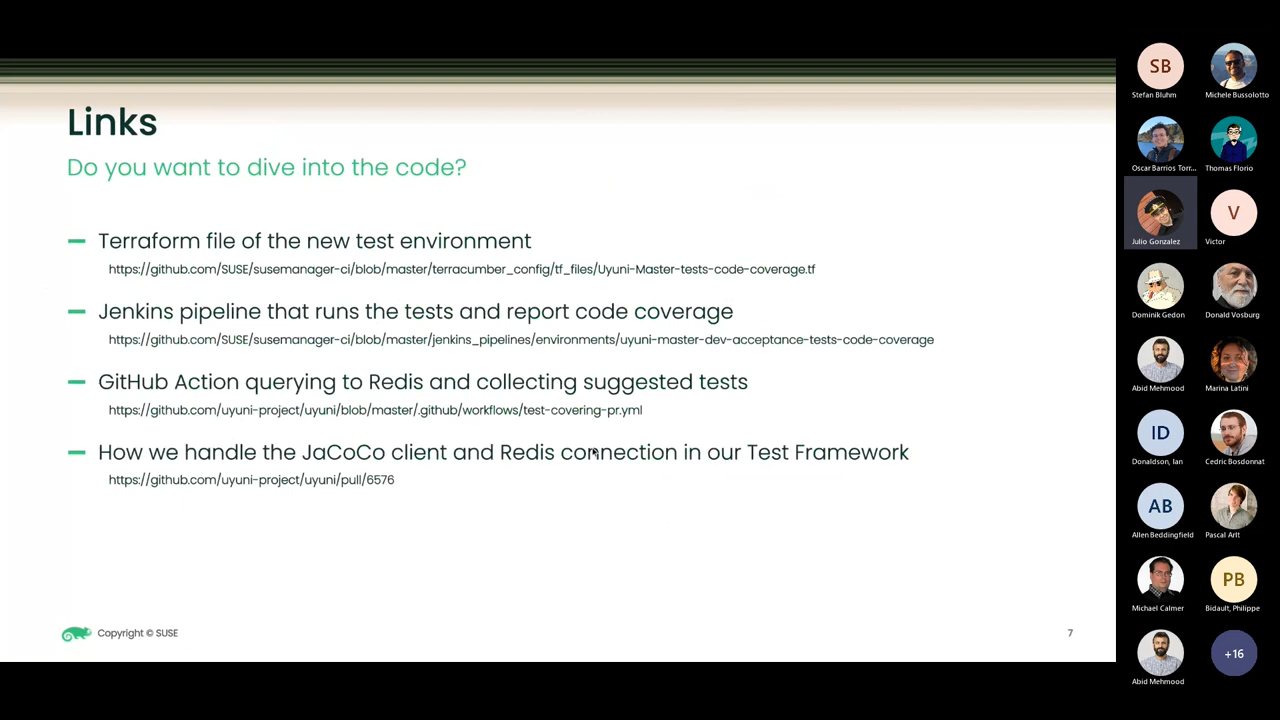 Links
Do you want to dive into the code?
Terraform file of the new test environment
https://github.com/SUSE/susemanager-ci/blob/master/terracumber_config/tf_files/Uyuni-Master-tests-code-coverage.tf
Jenkins pipeline that runs the tests and report code coverage
https://github.com/SUSE/susemanager-ci/blob/master/jenkins_pipelines/environments/uyuni-master-dev-acceptance-tests-code-coverage
GitHub Action querying to Redis and collecting suggested tests
https://github.com/uyuni-project/uyuni/blob/master/.github/workflows/test-covering-pr.yml
How we handle the JaCoCo client and Redis connection in our Test Framework
https://github.com/uyuni-project/uyuni/pull/6576
Copyright © SUSE
7
SB
Stefan Bluhm
Michele Bussolotto
Oscar Barrios Torr...
Thomas Florio
Julio Gonzalez
V
Victor
Dominik Gedon
Donald Vosburg
Abid Mehmood
Marina Latini
ID
Donaldson, Ian
Cedric Bosdonnat
AB
Allen Beddingfield
Pascal Arlt
Michael Calmer
PB
Bidault, Philippe
Abid Mehmood
+16